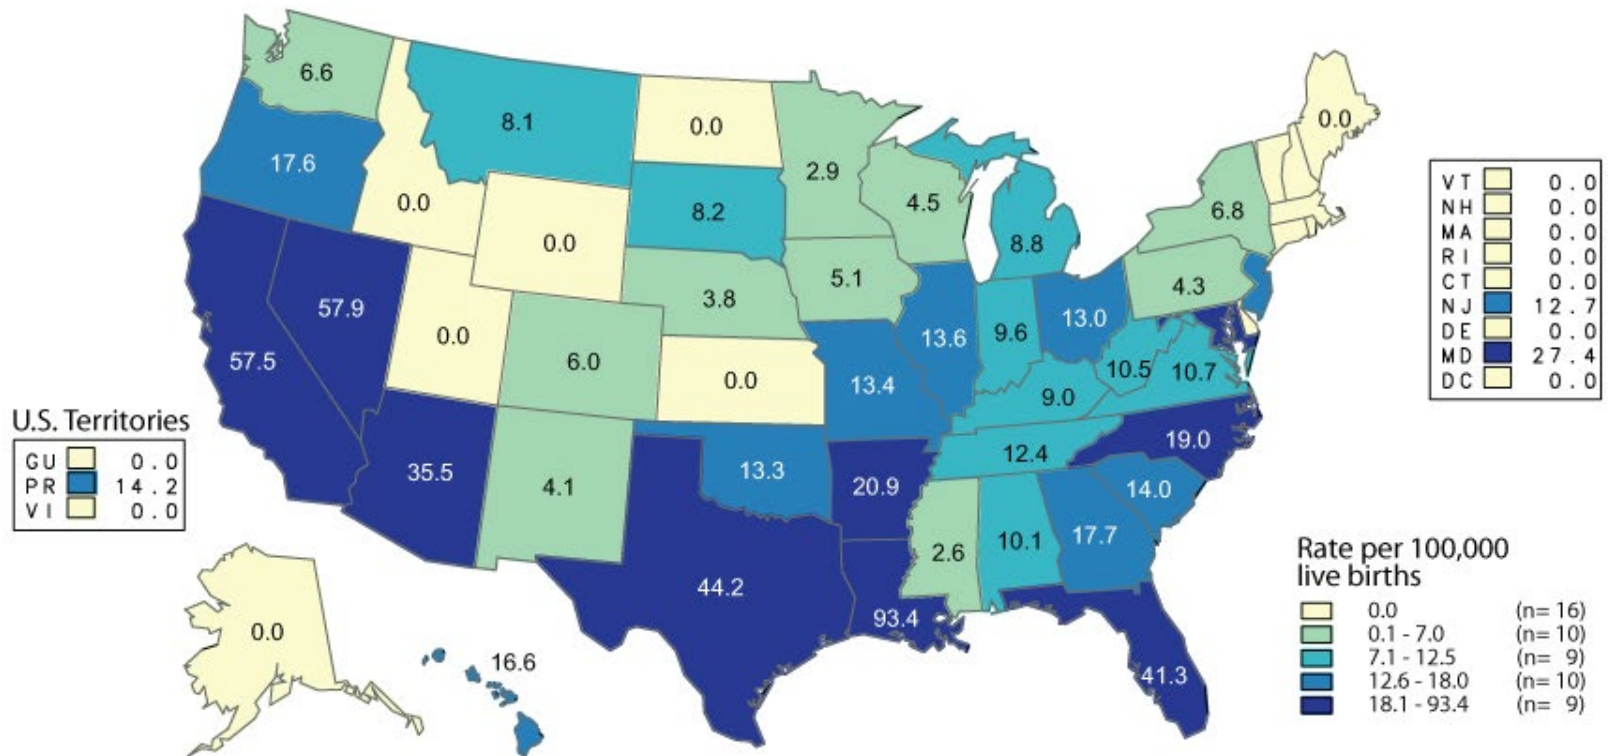 6.6
8.1
0.0
2.9
0.0
17.6
0.0
8.2
4.5
6.8
0.0
8.8
5.1
4.3
57.9
3.8
13.6
9.6
13.0
0.0
57.5
6.0
0.0
13.4
10.5
10.7
9.0
35.5
4.1
13.3
20.9
12.4
19.0
14.0
2.6
10.1
17.7
44.2
93.4
41.3
0.0
16.6
VT 0.0
NH 0.0
MA 0.0
RI 0.0
CT 0.0
NJ 12.7
DE 0.0
MD 27.4
DC 0.0
U.S. Territories
GU 0.0
PR 14.2
VI 0.0
Rate per 100,000
live births
0.0 (n= 16)
0.1 - 7.0 (n= 10)
7.1 - 12.5 (n= 9)
12.6 - 18.0 (n= 10)
18.1 - 93.4 (n= 9)